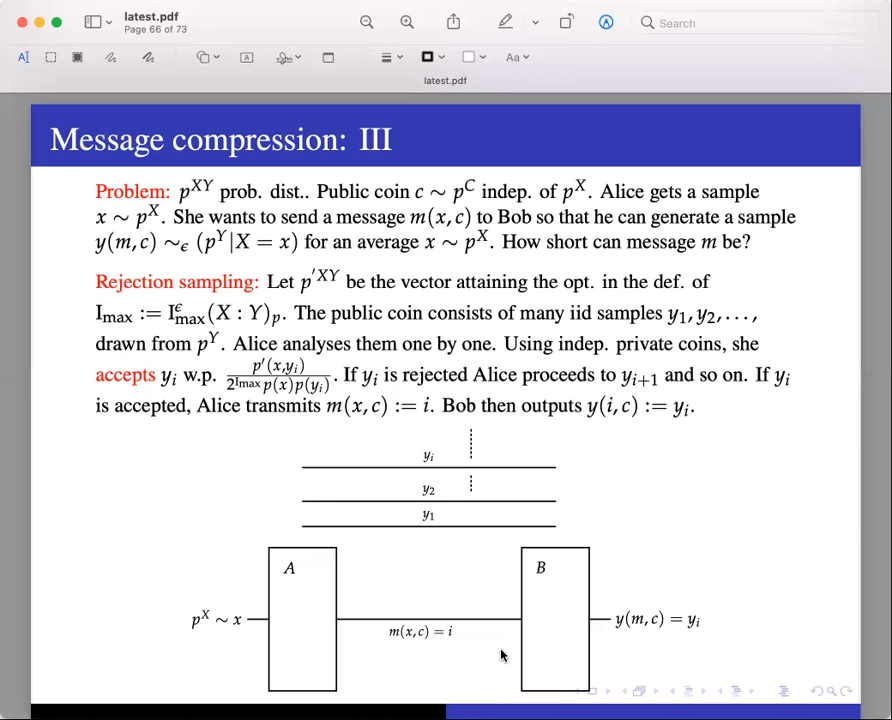 latest.pdf
Page 66 of 73
Search
Aa
latest.pdf
Message compression: III
Problem: p^{XY} prob. dist.. Public coin c ∼ p^C indep. of p^X. Alice gets a sample
x ∼ p^X. She wants to send a message m(x, c) to Bob so that he can generate a sample
y(m, c) ∼_ϵ (p^Y|X = x) for an average x ∼ p^X. How short can message m be?
Rejection sampling: Let p'^{XY} be the vector attaining the opt. in the def. of
I_max := I^ϵ_max(X : Y)_p. The public coin consists of many iid samples y_1, y_2, . . . ,
drawn from p^Y. Alice analyses them one by one. Using indep. private coins, she
accepts y_i w.p. p'(x,y_i) / 2^{I_max} p(x)p(y_i). If y_i is rejected Alice proceeds to y_{i+1} and so on. If y_i
is accepted, Alice transmits m(x, c) := i. Bob then outputs y(i, c) := y_i.
y_i
y_2
y_1
A
B
p^X ∼ x
m(x, c) = i
y(m, c) = y_i